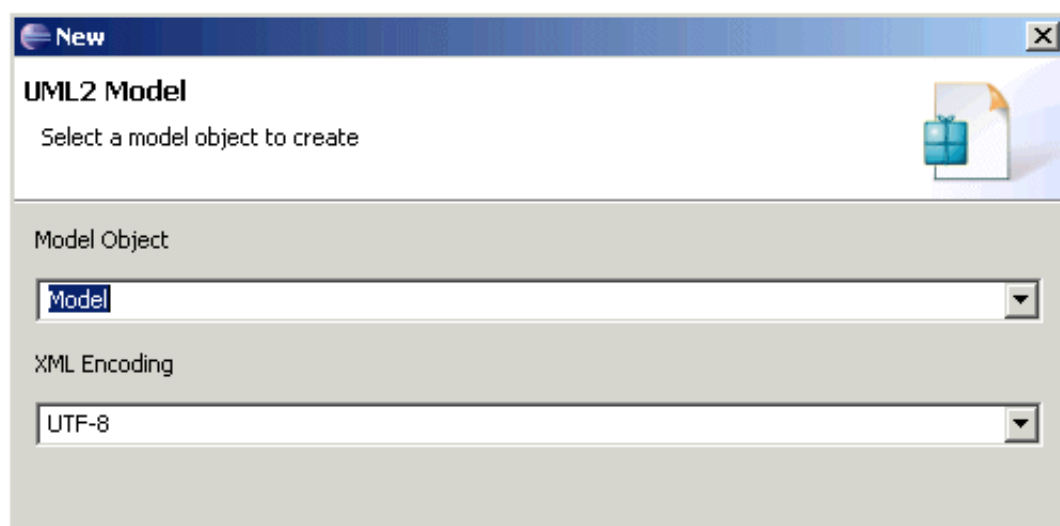 New
UML2 Model
Select a model object to create
Model Object
Model
XML Encoding
UTF-8